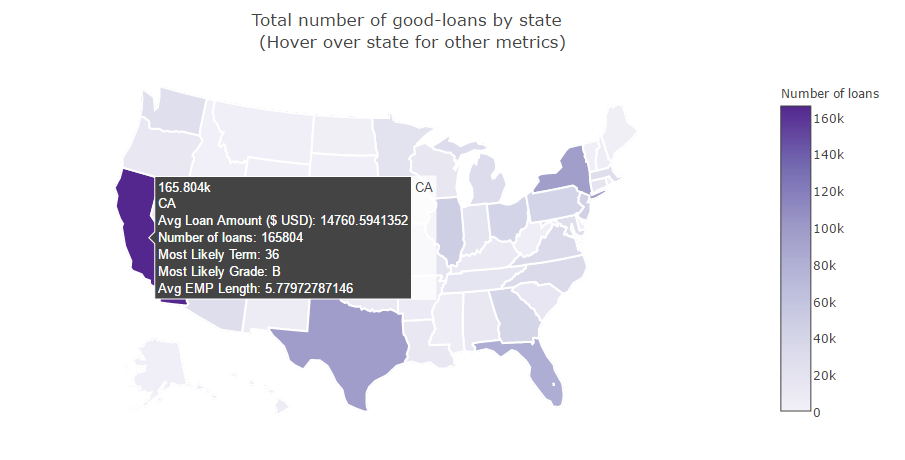 Total number of good-loans by state
(Hover over state for other metrics)
Number of loans
160k
140k
120k
100k
80k
60k
40k
20k
0
165.804k
CA
CA
Avg Loan Amount ($ USD): 14760.5941352
Number of loans: 165804
Most Likely Term: 36
Most Likely Grade: B
Avg EMP Length: 5.77972787146